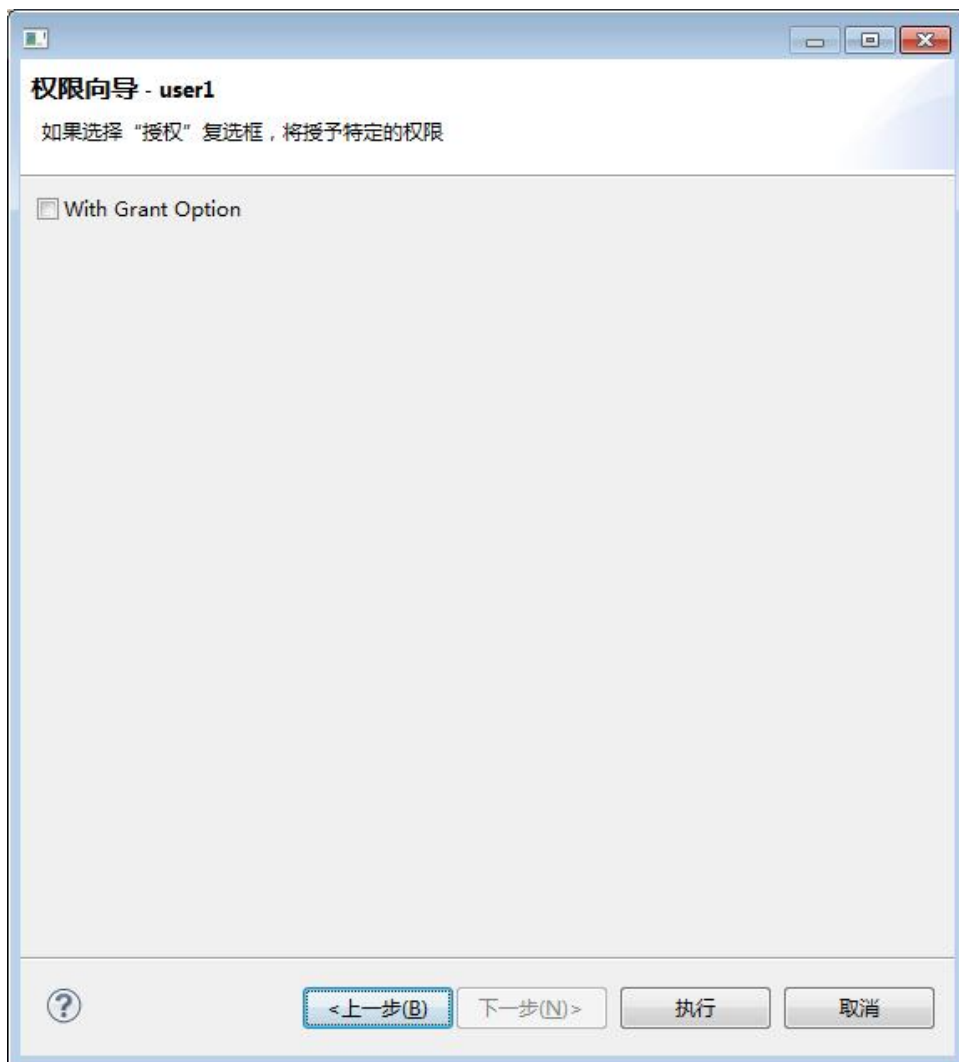 权限向导 - user1
如果选择“授权”复选框，将授予特定的权限
With Grant Option
<上一步(B) 下一步(N)> 执行 取消